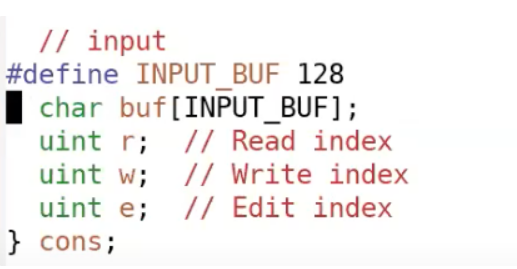 // input
#define INPUT_BUF 128
char buf[INPUT_BUF];
uint r;  // Read index
uint w;  // Write index
uint e;  // Edit index
} cons;